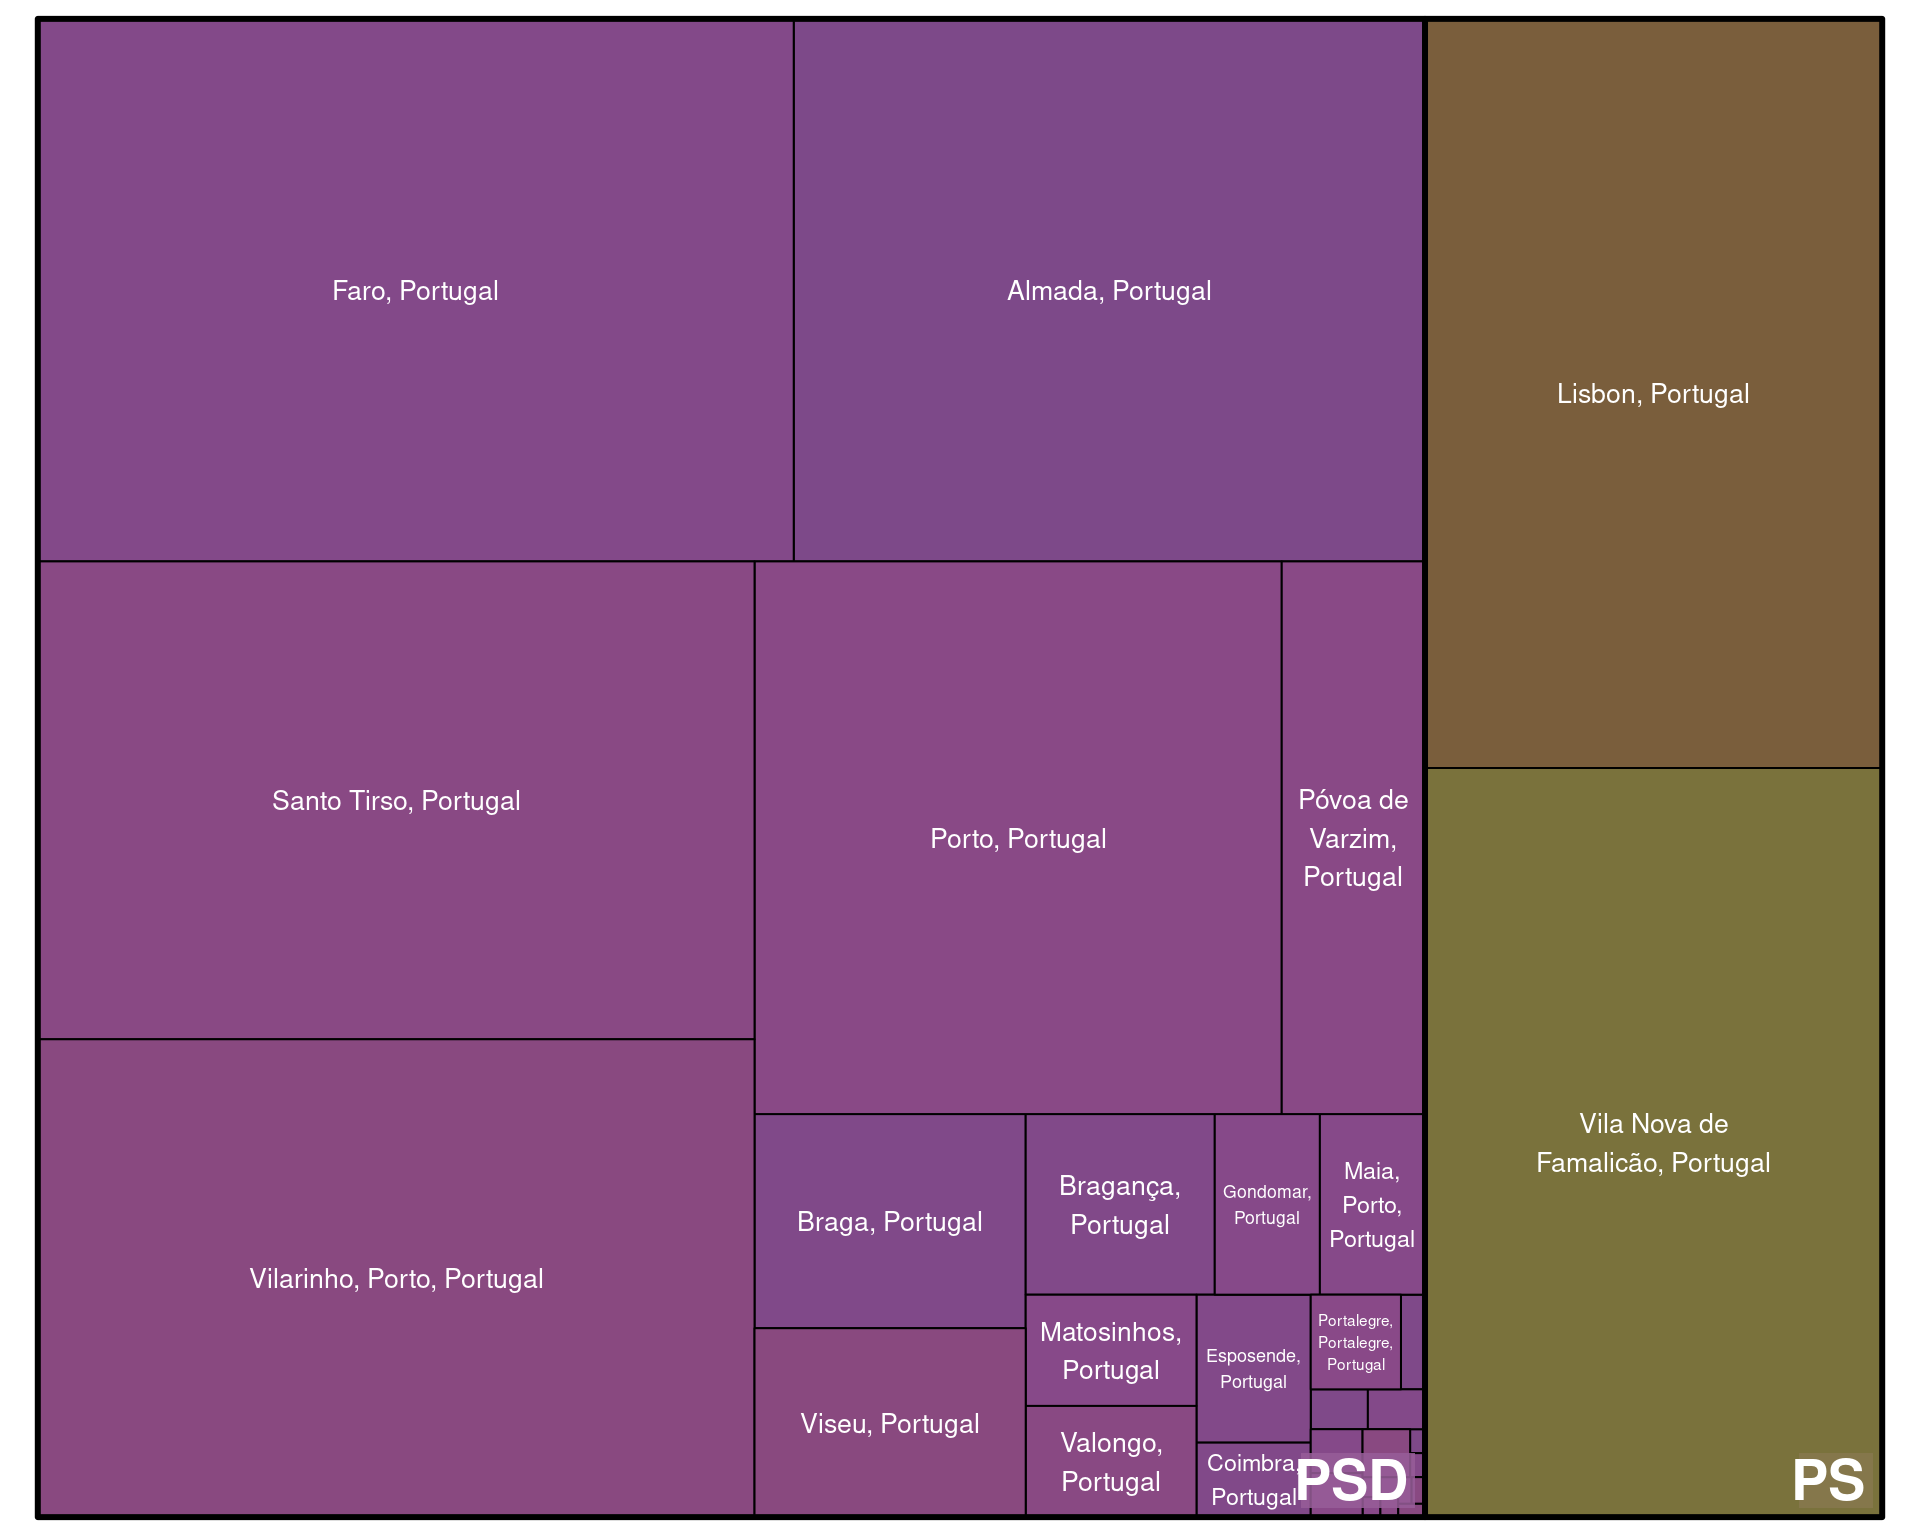 Faro, Portugal
Almada, Portugal
Lisbon, Portugal
Santo Tirso, Portugal
Porto, Portugal
Póvoa de
Varzim,
Portugal
Vila Nova de
Famalicão, Portugal
Vilarinho, Porto, Portugal
Braga, Portugal
Bragança,
Portugal
Gondomar,
Portugal
Maia,
Porto,
Portugal
Viseu, Portugal
Matosinhos,
Portugal
Esposende,
Portugal
Portalegre,
Portalegre,
Portugal
Valongo,
Portugal
Coimbra,
Portugal
PSD
PS